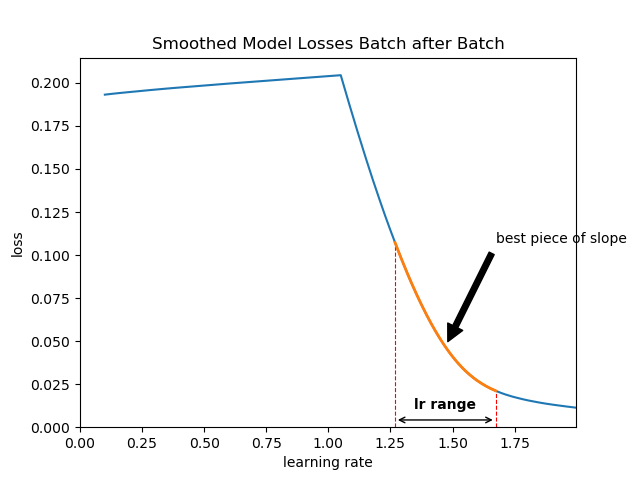 Smoothed Model Losses Batch after Batch
0.200
0.175
0.150
0.125
0.100
0.075
0.050
0.025
0.000
loss
best piece of slope
lr range
0.00 0.25 0.50 0.75 1.00 1.25 1.50 1.75
learning rate